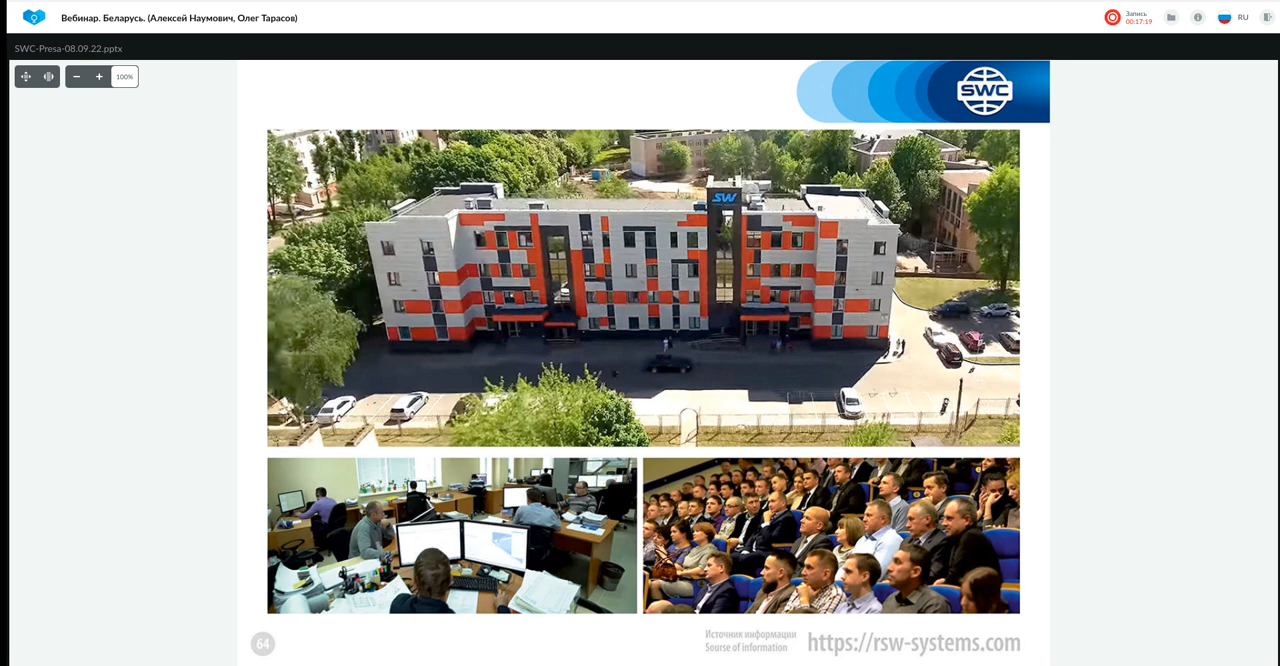 Вебинар. Беларусь. (Алексей Наумович, Олег Тарасов)
Запись
00:17:19
RU
SWC-Presa-08.09.22.pptx
100%
SWC
SW
64
Источник информации
Sourse of information
https://rsw-systems.com